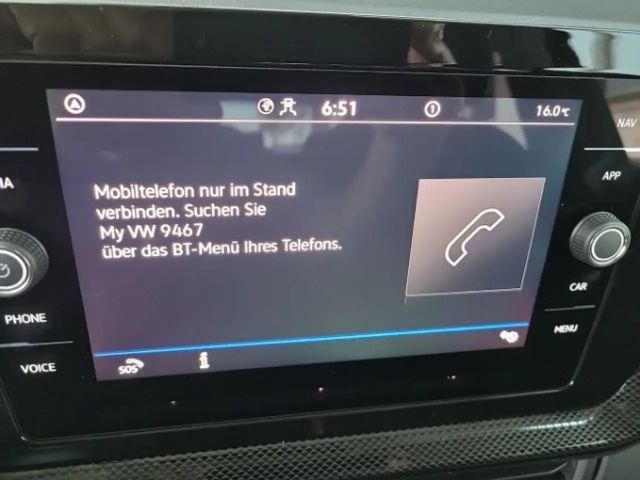 6:51
16.0°C
NAV
APP
Mobiltelefon nur im Stand
verbinden. Suchen Sie
My VW 9467
über das BT-Menü Ihres Telefons.
CAR
PHONE
MENU
VOICE
SOS
i